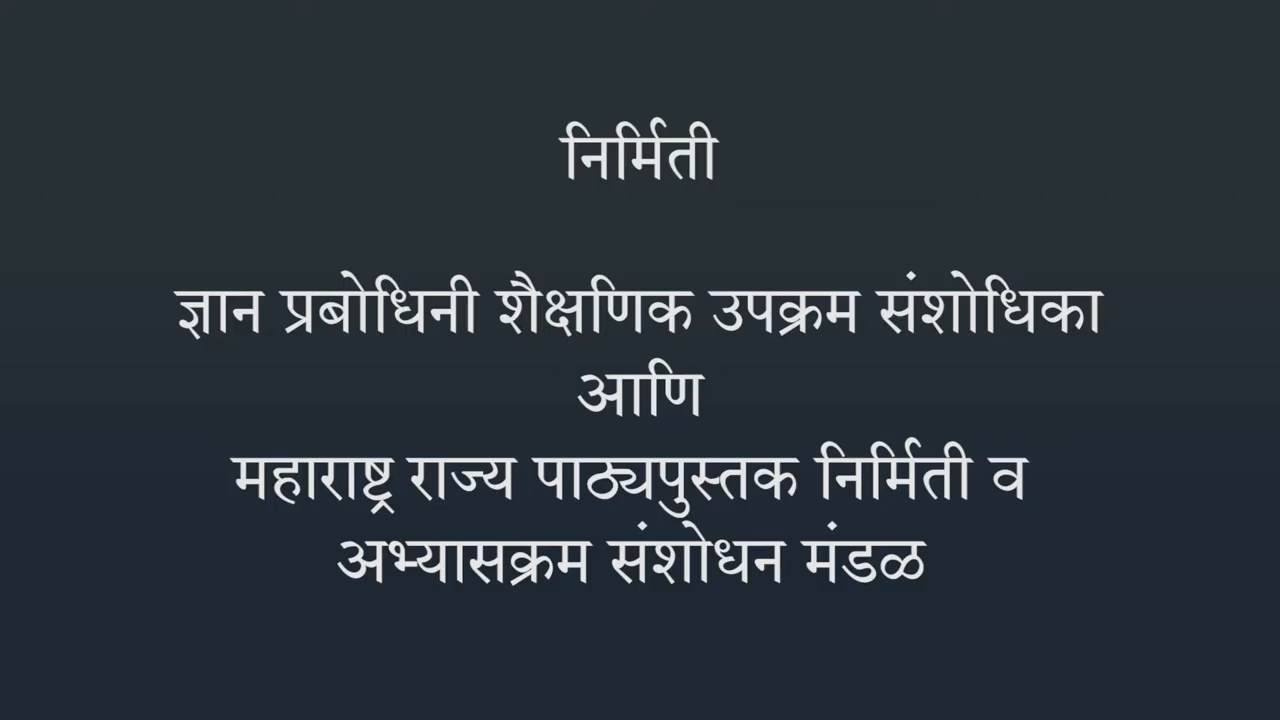 निर्मिती
ज्ञान प्रबोधिनी शैक्षणिक उपक्रम संशोधिका
आणि
महाराष्ट्र राज्य पाठ्यपुस्तक निर्मिती व
अभ्यासक्रम संशोधन मंडळ